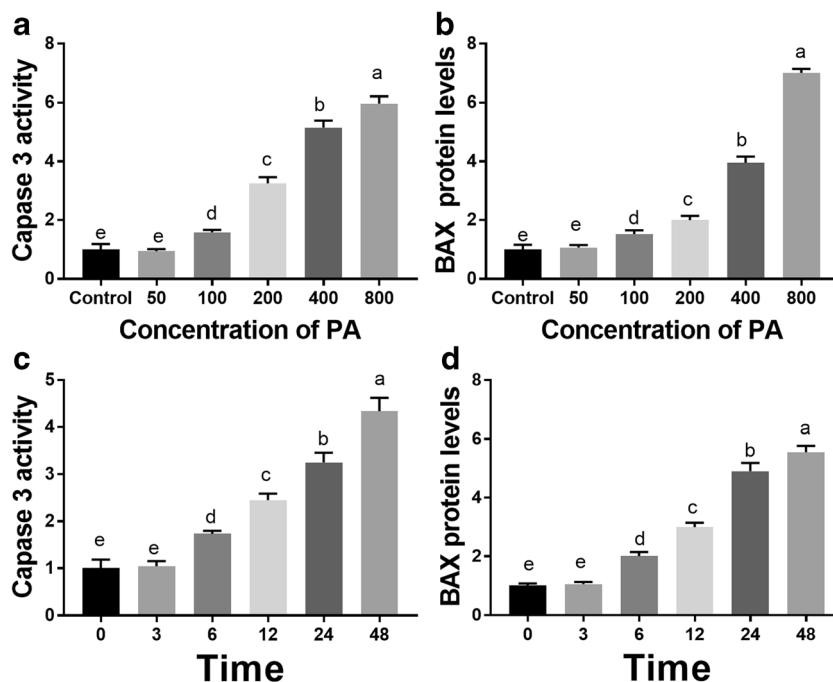 a
Capase 3 activity
8
6
4
2
0
e
e
d
c
b
a
Control 50 100 200 400 800
Concentration of PA
b
BAX protein levels
8
6
4
2
0
e
e
d
c
b
a
Control 50 100 200 400 800
Concentration of PA
c
Capase 3 activity
5
4
3
2
1
0
e
e
d
c
b
a
0 3 6 12 24 48
Time
d
BAX protein levels
8
6
4
2
0
e
e
d
c
b
a
0 3 6 12 24 48
Time